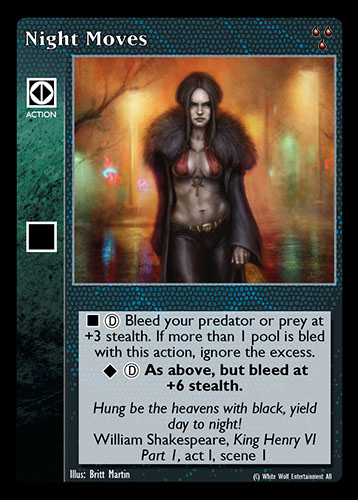 Night Moves
ACTION
Ⓓ Bleed your predator or prey at
+3 stealth. If more than 1 pool is bled
with this action, ignore the excess.
Ⓓ As above, but bleed at
+6 stealth.
Hung be the heavens with black, yield
day to night!
William Shakespeare, King Henry VI
Part 1, act I, scene 1
Illus: Britt Martin
(C) White Wolf Entertainment AB